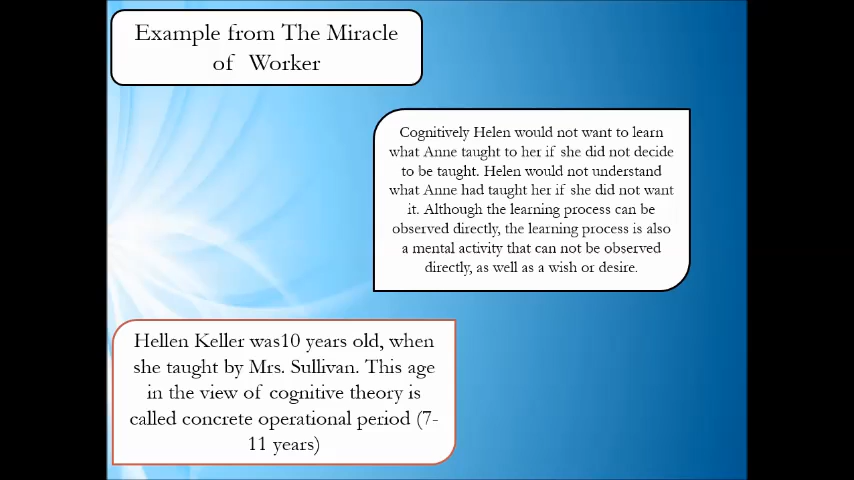 Example from The Miracle
of Worker
Cognitively Helen would not want to learn
what Anne taught to her if she did not decide
to be taught. Helen would not understand
what Anne had taught her if she did not want
it. Although the learning process can be
observed directly, the learning process is also
a mental activity that can not be observed
directly, as well as a wish or desire.
Hellen Keller was10 years old, when
she taught by Mrs. Sullivan. This age
in the view of cognitive theory is
called concrete operational period (7-
11 years)